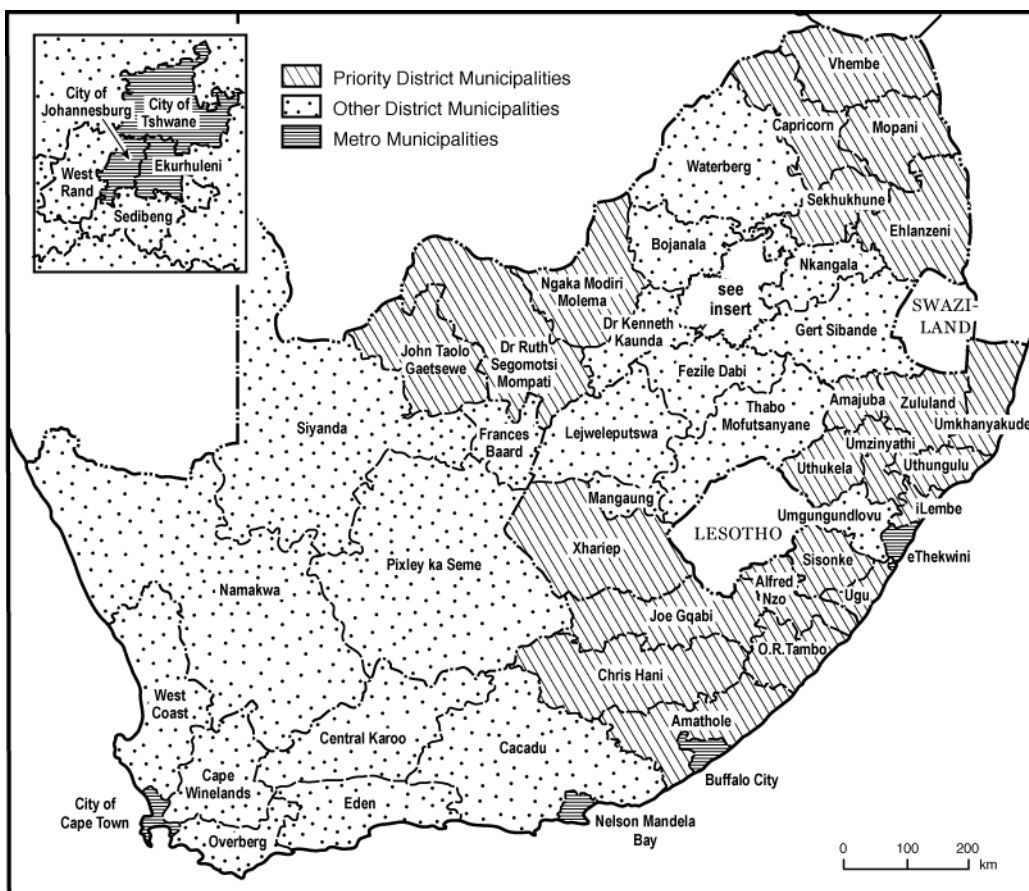 City of
Johannesburg
City of
Tshwane
Ekurhuleni
West
Rand
Sedibeng
Priority District Municipalities
Other District Municipalities
Metro Municipalities
Vhembe
Capricorn
Mopani
Waterberg
Sekhukhune
Ehlanzeni
Bojanala
Nkangala
Ngaka Modiri
Molema
see
insert
SWAZI-
LAND
Dr Kenneth
Kaunda
Gert Sibande
John Taolo
Gaetsewe
Dr Ruth
Segomotsi
Mompati
Fezile Dabi
Thabo
Mofutsanyane
Amajuba
Zululand
Umkhanyakude
Siyanda
Frances
Baard
Lejweleputswa
Umzinyathi
Uthukela
Uthungulu
Mangaung
iLembe
Umgungundlovu
LESOTHO
eThekwini
Xhariep
Sisonke
Pixley ka Seme
Namakwa
Alfred
Nzo
Ugu
Joe Gqabi
O.R.Tambo
Chris Hani
West
Coast
Amathole
Central Karoo
Cacadu
Cape
Winelands
Buffalo City
Eden
City of
Cape Town
Nelson Mandela
Bay
Overberg
0 100 200
km